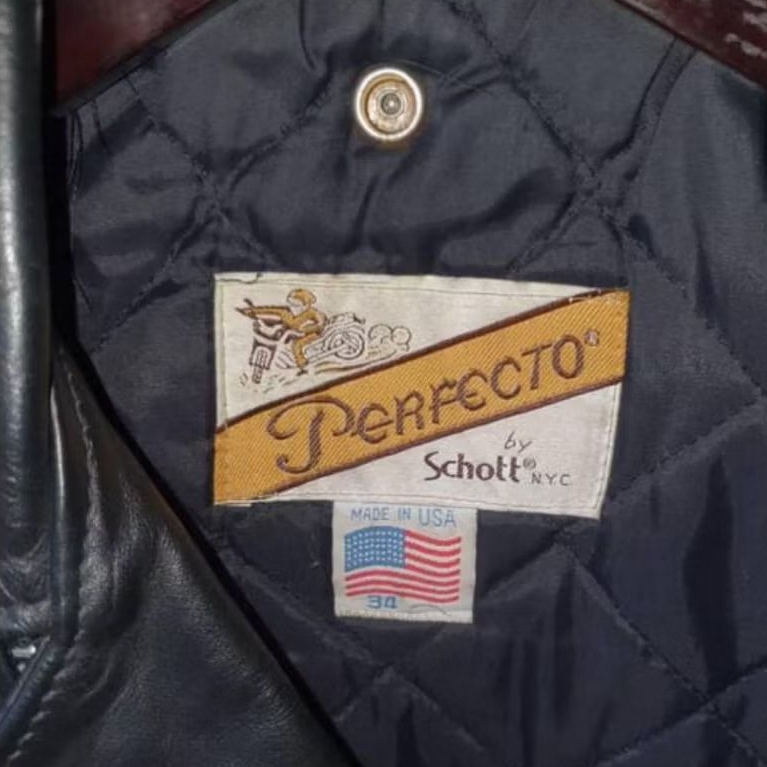 PERFECTO®
by
Schott® N.Y.C
MADE IN USA
34